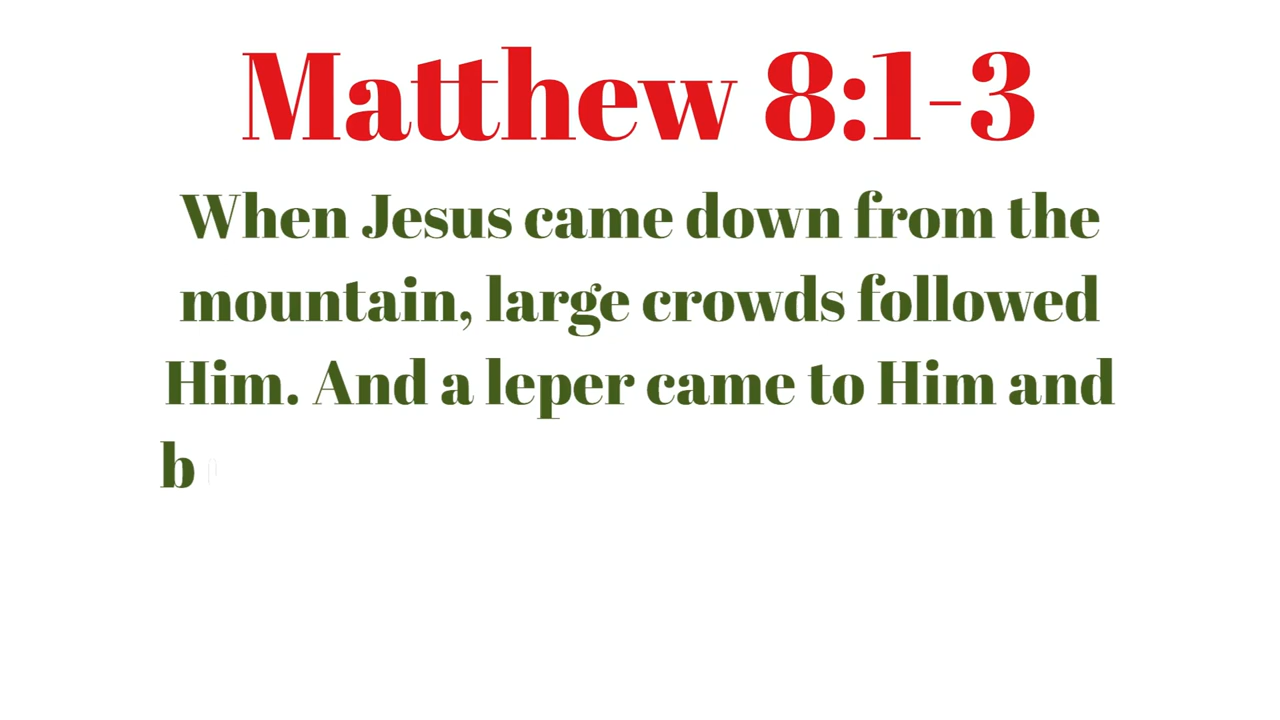 Matthew 8:1-3
When Jesus came down from the
mountain, large crowds followed
Him. And a leper came to Him and
b